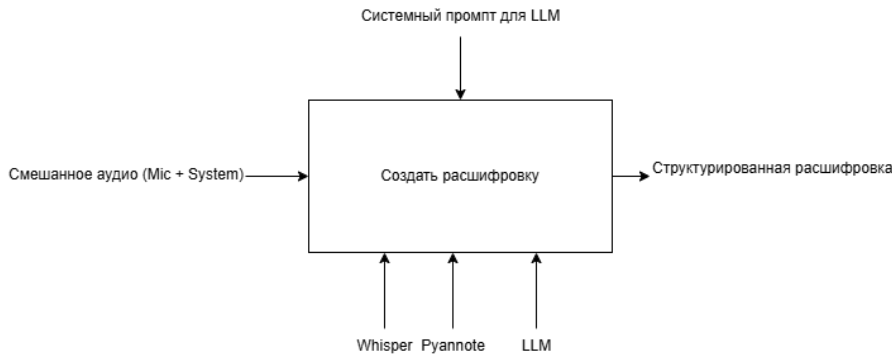 Системный промпт для LLM
Смешанное аудио (Mic + System)
Создать расшифровку
Структурированная расшифровка
Whisper Pyannote LLM